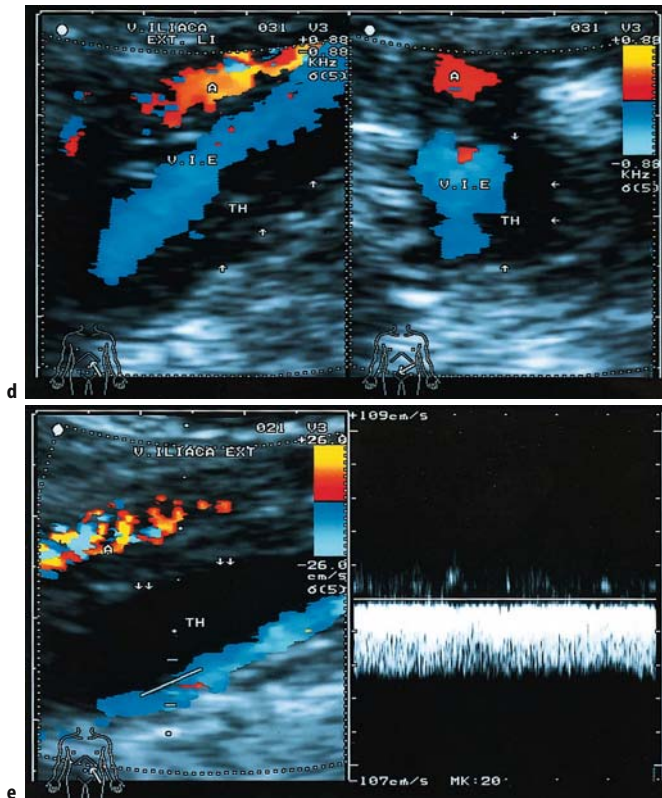 V.ILIACA 031 V3
EXT. LI +0.88
-0.88
KHz
σ(5)
A
V.I.E
TH
031 V3
+0.88
-0.88
KHz
σ(5)
A
V.I.E
TH
d
021 V3
V.ILIACA EXT +26.0
-26.0
cm/s
σ(5)
A
TH
+109cm/s
-107cm/s MK:20
e